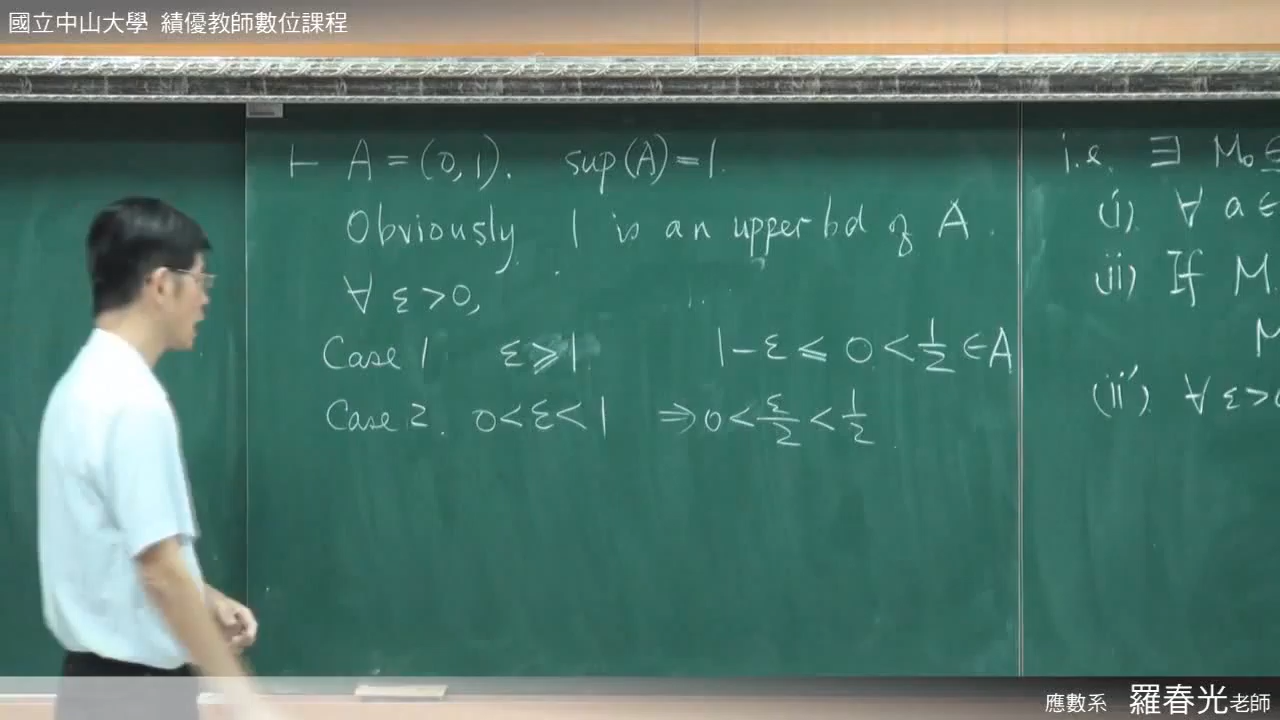 國立中山大學 績優教師數位課程
⊢ A = (0,1). sup(A)=1.
Obviously 1 is an upper bd of A.
∀ ε>0,
Case 1 ε≥1 1-ε ≤ 0 < 1/2 ∈ A
Case 2. 0<ε<1 ⇒ 0 < ε/2 < 1/2
i.e. ∃ M₀
(i) ∀ a ∈
(ii) If M
M
(ii') ∀ ε>0
應數系 羅春光老師